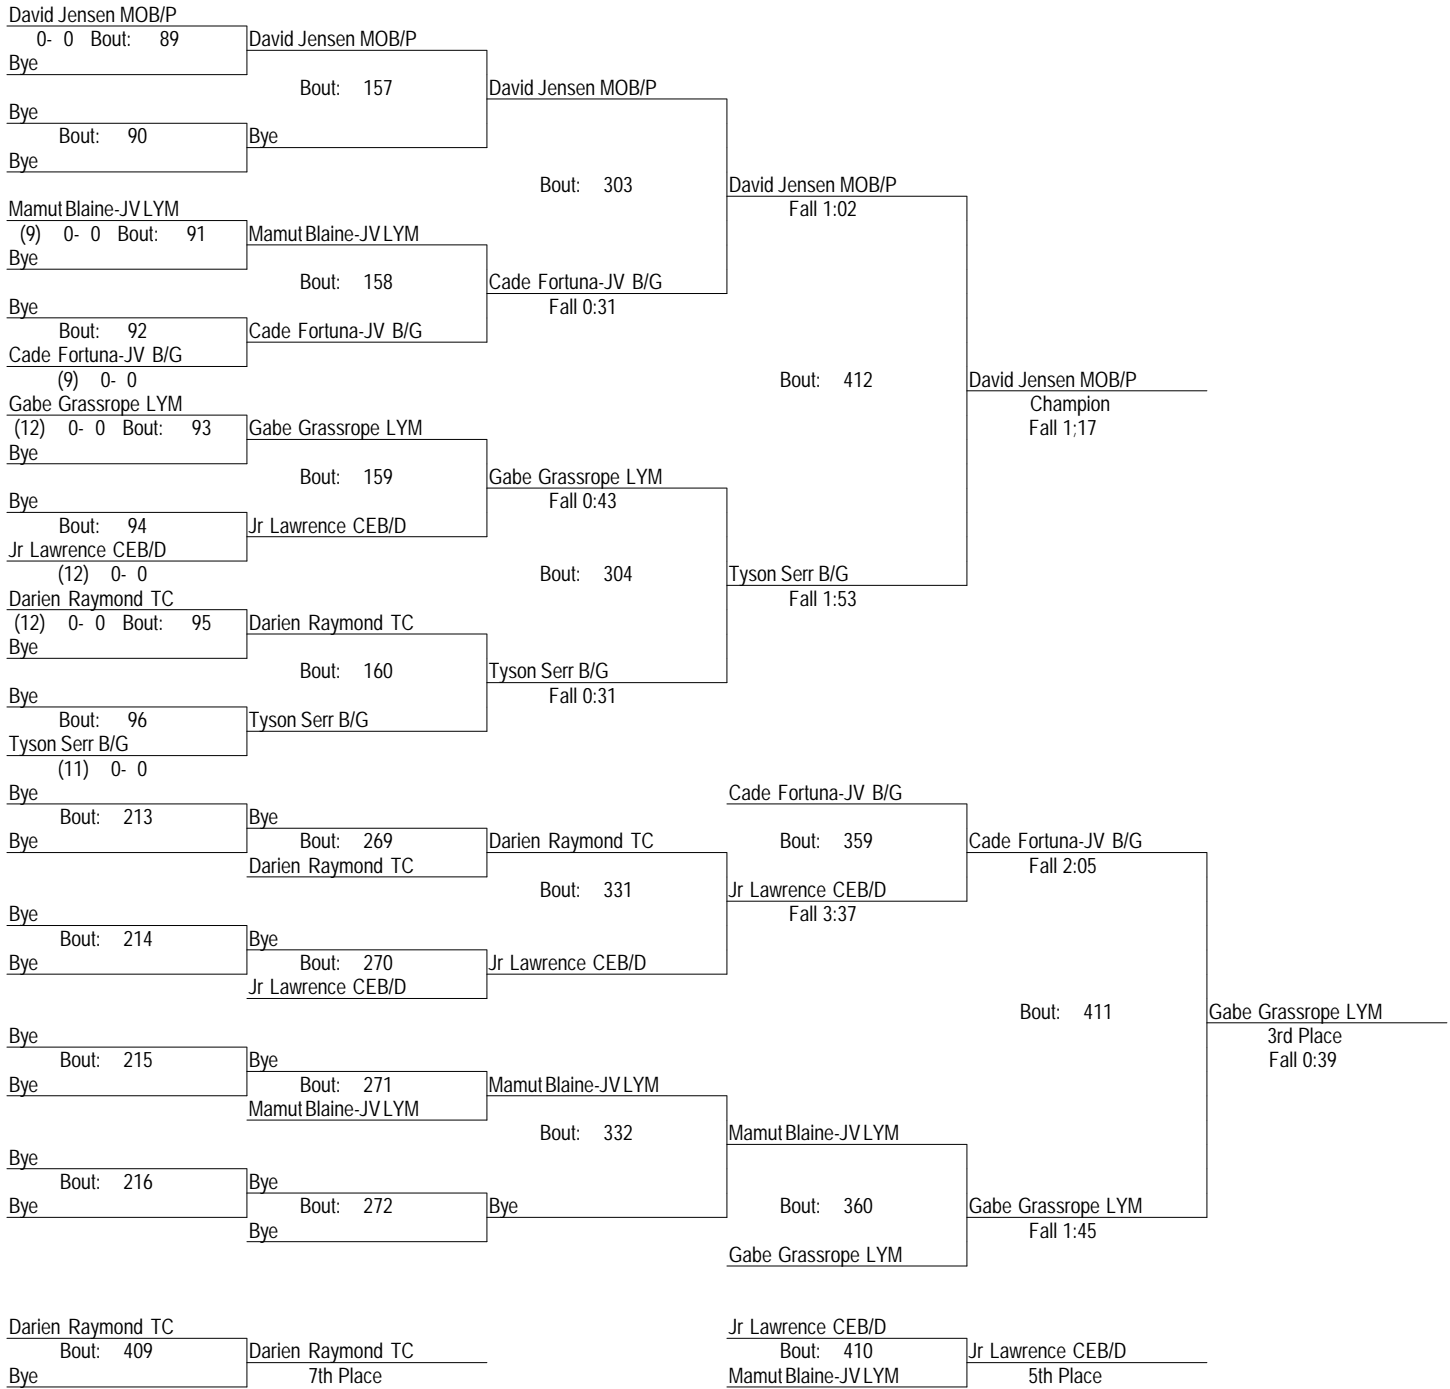 David Jensen MOB/P
0- 0 Bout: 89 David Jensen MOB/P
Bye
Bout: 157 David Jensen MOB/P
Bye
Bout: 90 Bye
Bye
Bout: 303 David Jensen MOB/P
Mamut Blaine-JV LYM Fall 1:02
(9) 0- 0 Bout: 91 Mamut Blaine-JV LYM
Bye
Bout: 158 Cade Fortuna-JV B/G
Bye Fall 0:31
Bout: 92 Cade Fortuna-JV B/G
Cade Fortuna-JV B/G
(9) 0- 0 Bout: 412 David Jensen MOB/P
Gabe Grassrope LYM Champion
(12) 0- 0 Bout: 93 Gabe Grassrope LYM Fall 1;17
Bye
Bout: 159 Gabe Grassrope LYM
Bye Fall 0:43
Bout: 94 Jr Lawrence CEB/D
Jr Lawrence CEB/D
(12) 0- 0 Bout: 304 Tyson Serr B/G
Darien Raymond TC Fall 1:53
(12) 0- 0 Bout: 95 Darien Raymond TC
Bye
Bout: 160 Tyson Serr B/G
Bye Fall 0:31
Bout: 96 Tyson Serr B/G
Tyson Serr B/G
(11) 0- 0
Bye Cade Fortuna-JV B/G
Bout: 213 Bye
Bye Bout: 269 Darien Raymond TC Bout: 359 Cade Fortuna-JV B/G
Darien Raymond TC Fall 2:05
Bout: 331 Jr Lawrence CEB/D
Bye Fall 3:37
Bout: 214 Bye
Bye Bout: 270 Jr Lawrence CEB/D
Jr Lawrence CEB/D
Bout: 411 Gabe Grassrope LYM
Bye 3rd Place
Bout: 215 Bye Fall 0:39
Bye Bout: 271 Mamut Blaine-JV LYM
Mamut Blaine-JV LYM
Bout: 332 Mamut Blaine-JV LYM
Bye
Bout: 216 Bye
Bye Bout: 272 Bye Bout: 360 Gabe Grassrope LYM
Bye Fall 1:45
Gabe Grassrope LYM
Darien Raymond TC Jr Lawrence CEB/D
Bout: 409 Darien Raymond TC Bout: 410 Jr Lawrence CEB/D
Bye 7th Place Mamut Blaine-JV LYM 5th Place